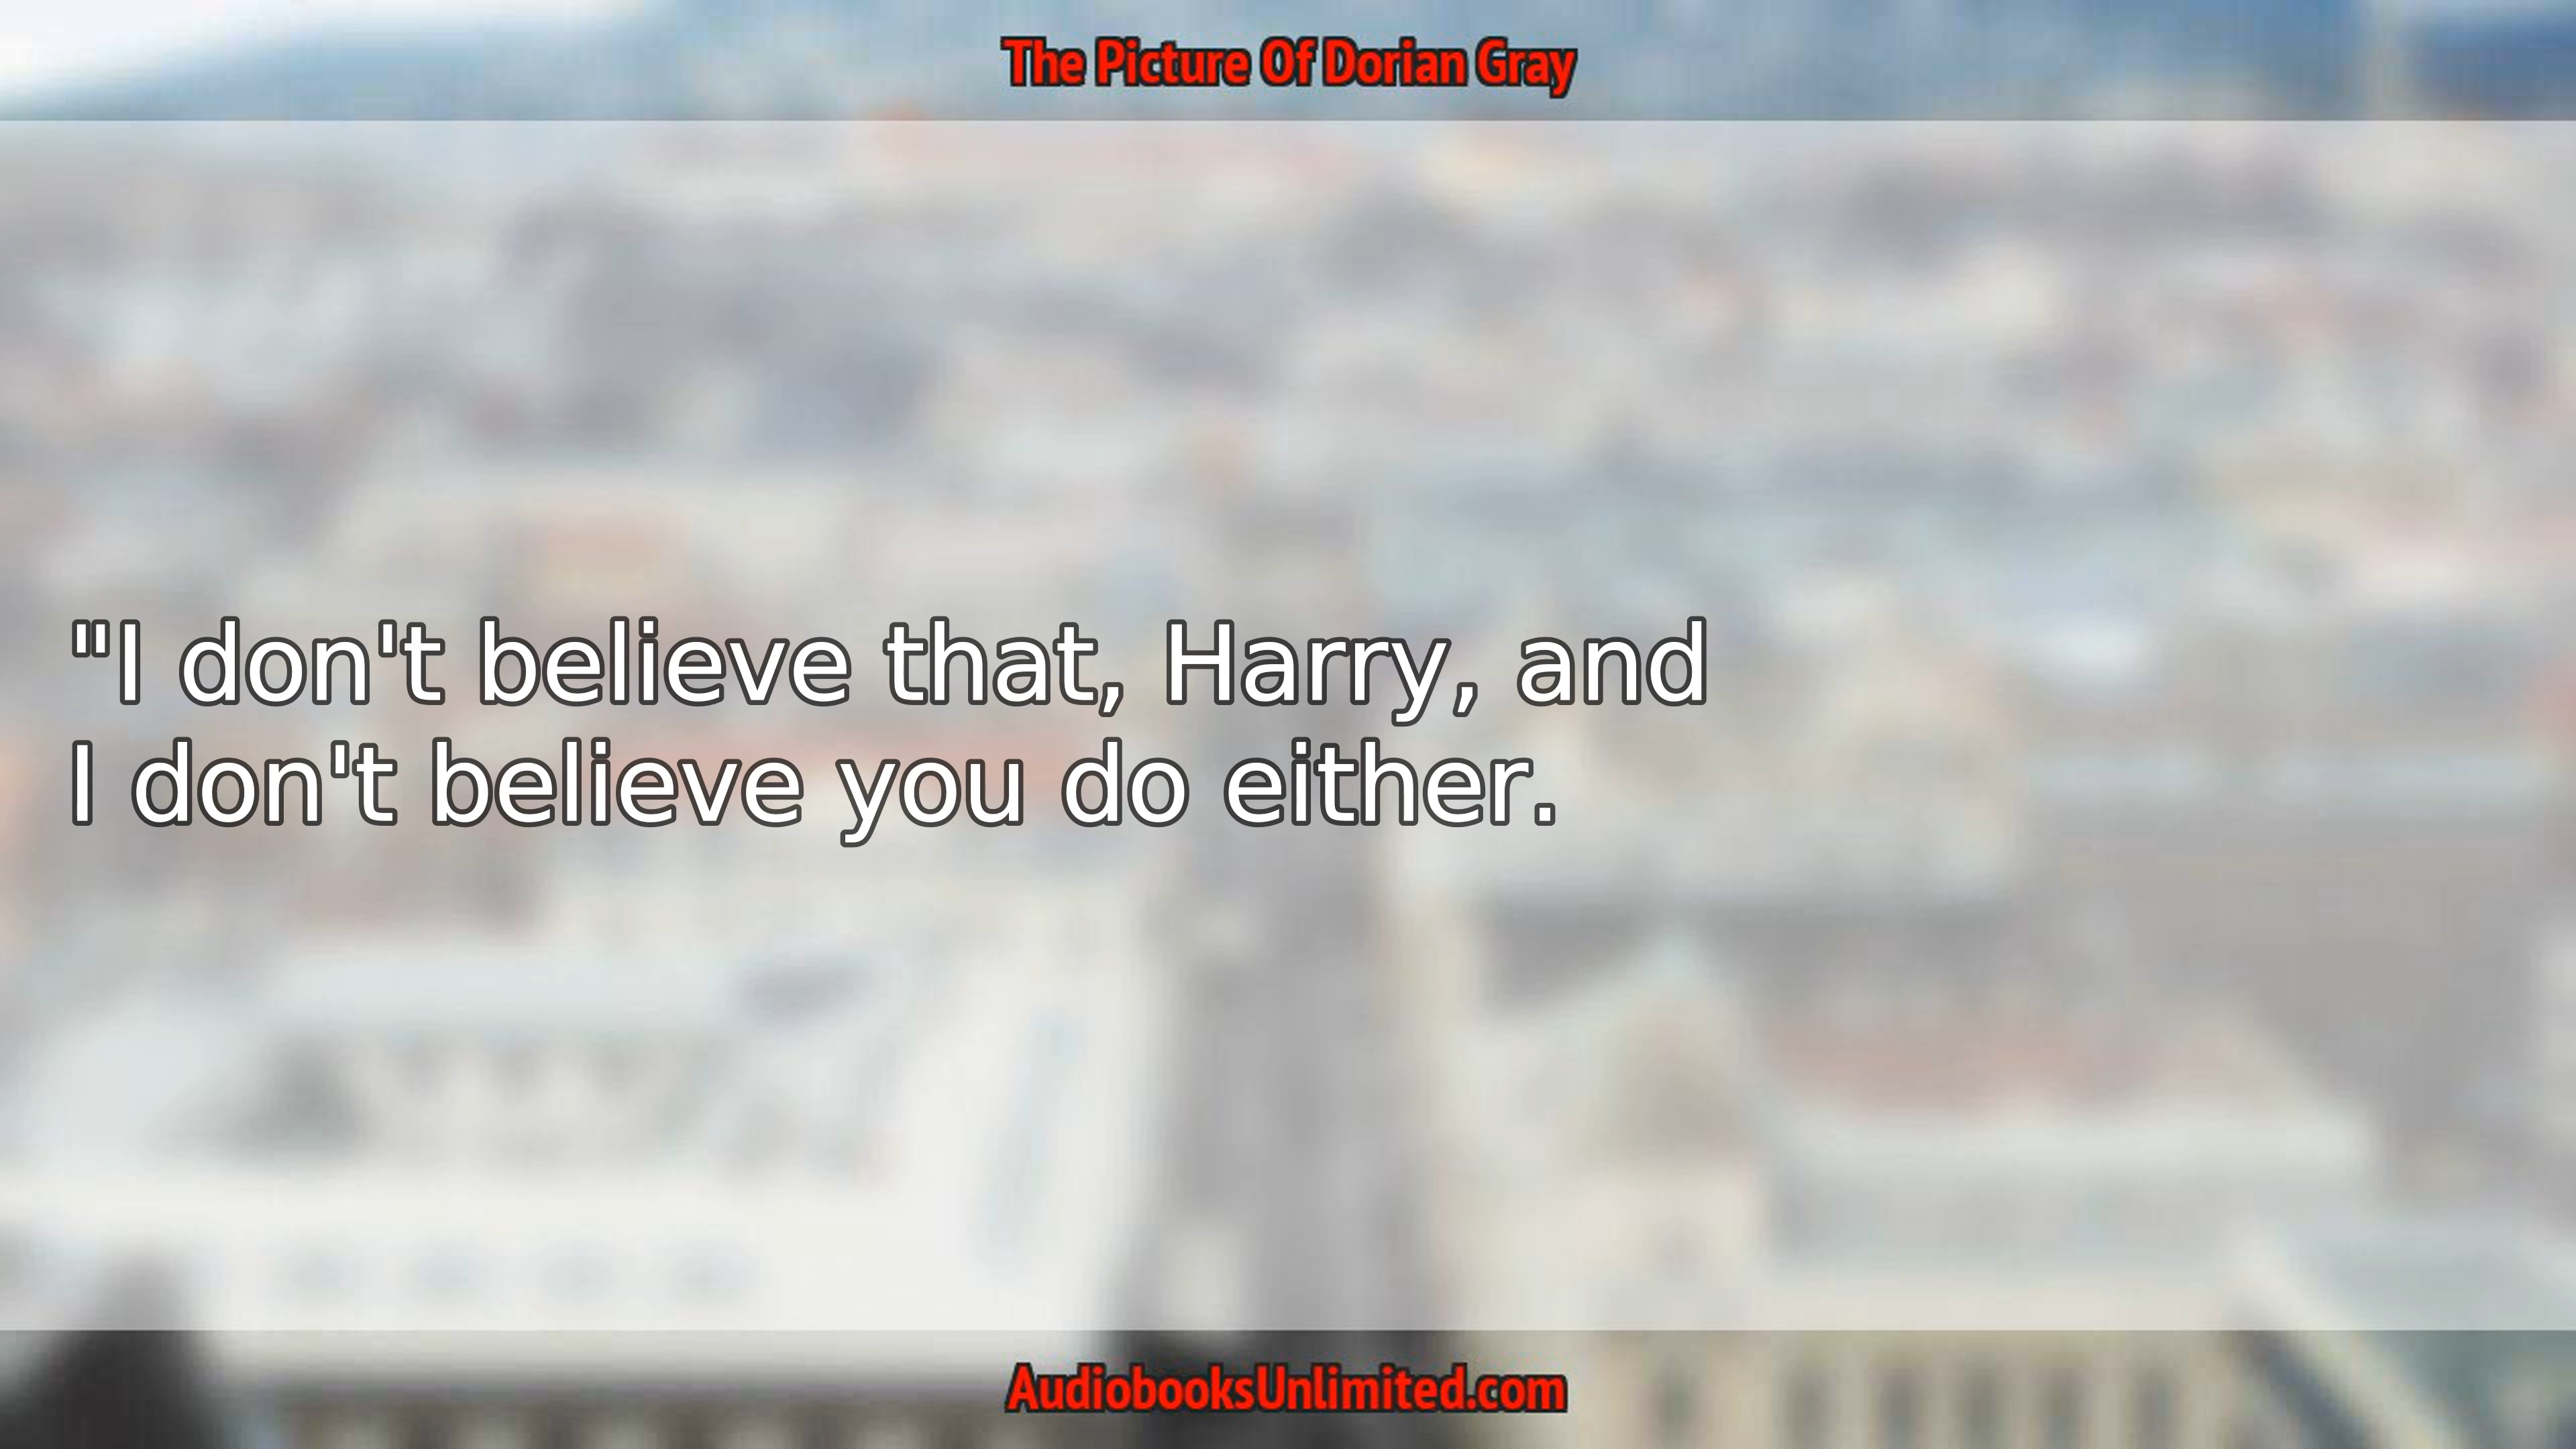 The Picture Of Dorian Gray
"I don't believe that, Harry, and
I don't believe you do either.
AudiobooksUnlimited.com